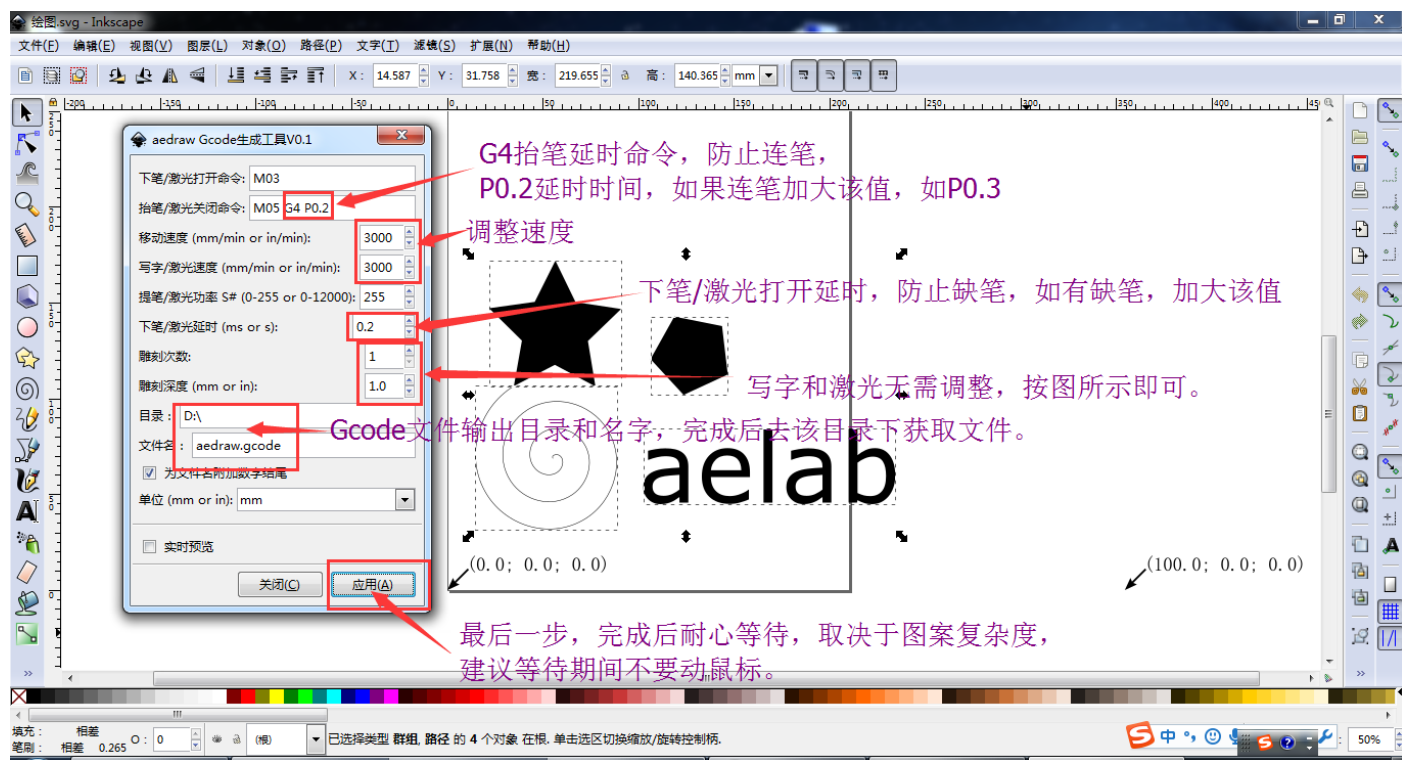 绘图.svg - Inkscape
文件(F) 编辑(E) 视图(V) 图层(L) 对象(O) 路径(P) 文字(T) 滤镜(S) 扩展(N) 帮助(H)
X: 14.587 Y: 31.758 宽: 219.655 高: 140.365 mm
aedraw Gcode生成工具V0.1
下笔/激光打开命令: M03
抬笔/激光关闭命令: M05 G4 P0.2
移动速度 (mm/min or in/min): 3000
写字/激光速度 (mm/min or in/min): 3000
提笔/激光功率 S# (0-255 or 0-12000): 255
下笔/激光延时 (ms or s): 0.2
雕刻次数: 1
雕刻深度 (mm or in): 1.0
目录: D:\
文件名: aedraw.gcode
为文件名附加数字结尾
单位 (mm or in): mm
实时预览
关闭(C) 应用(A)
G4抬笔延时命令，防止连笔，
P0.2延时时间，如果连笔加大该值，如P0.3
调整速度
下笔/激光打开延时，防止缺笔，如有缺笔，加大该值
写字和激光无需调整，按图所示即可。
Gcode文件输出目录和名字，完成后去该目录下获取文件。
aelab
(0.0; 0.0; 0.0)
(100.0; 0.0; 0.0)
最后一步，完成后耐心等待，取决于图案复杂度，
建议等待期间不要动鼠标。
填充: 相差
笔刷: 相差 0.265
O: 0
(根)
已选择类型 群组, 路径 的 4 个对象 在根. 单击选区切换缩放/旋转控制柄.
中
50%